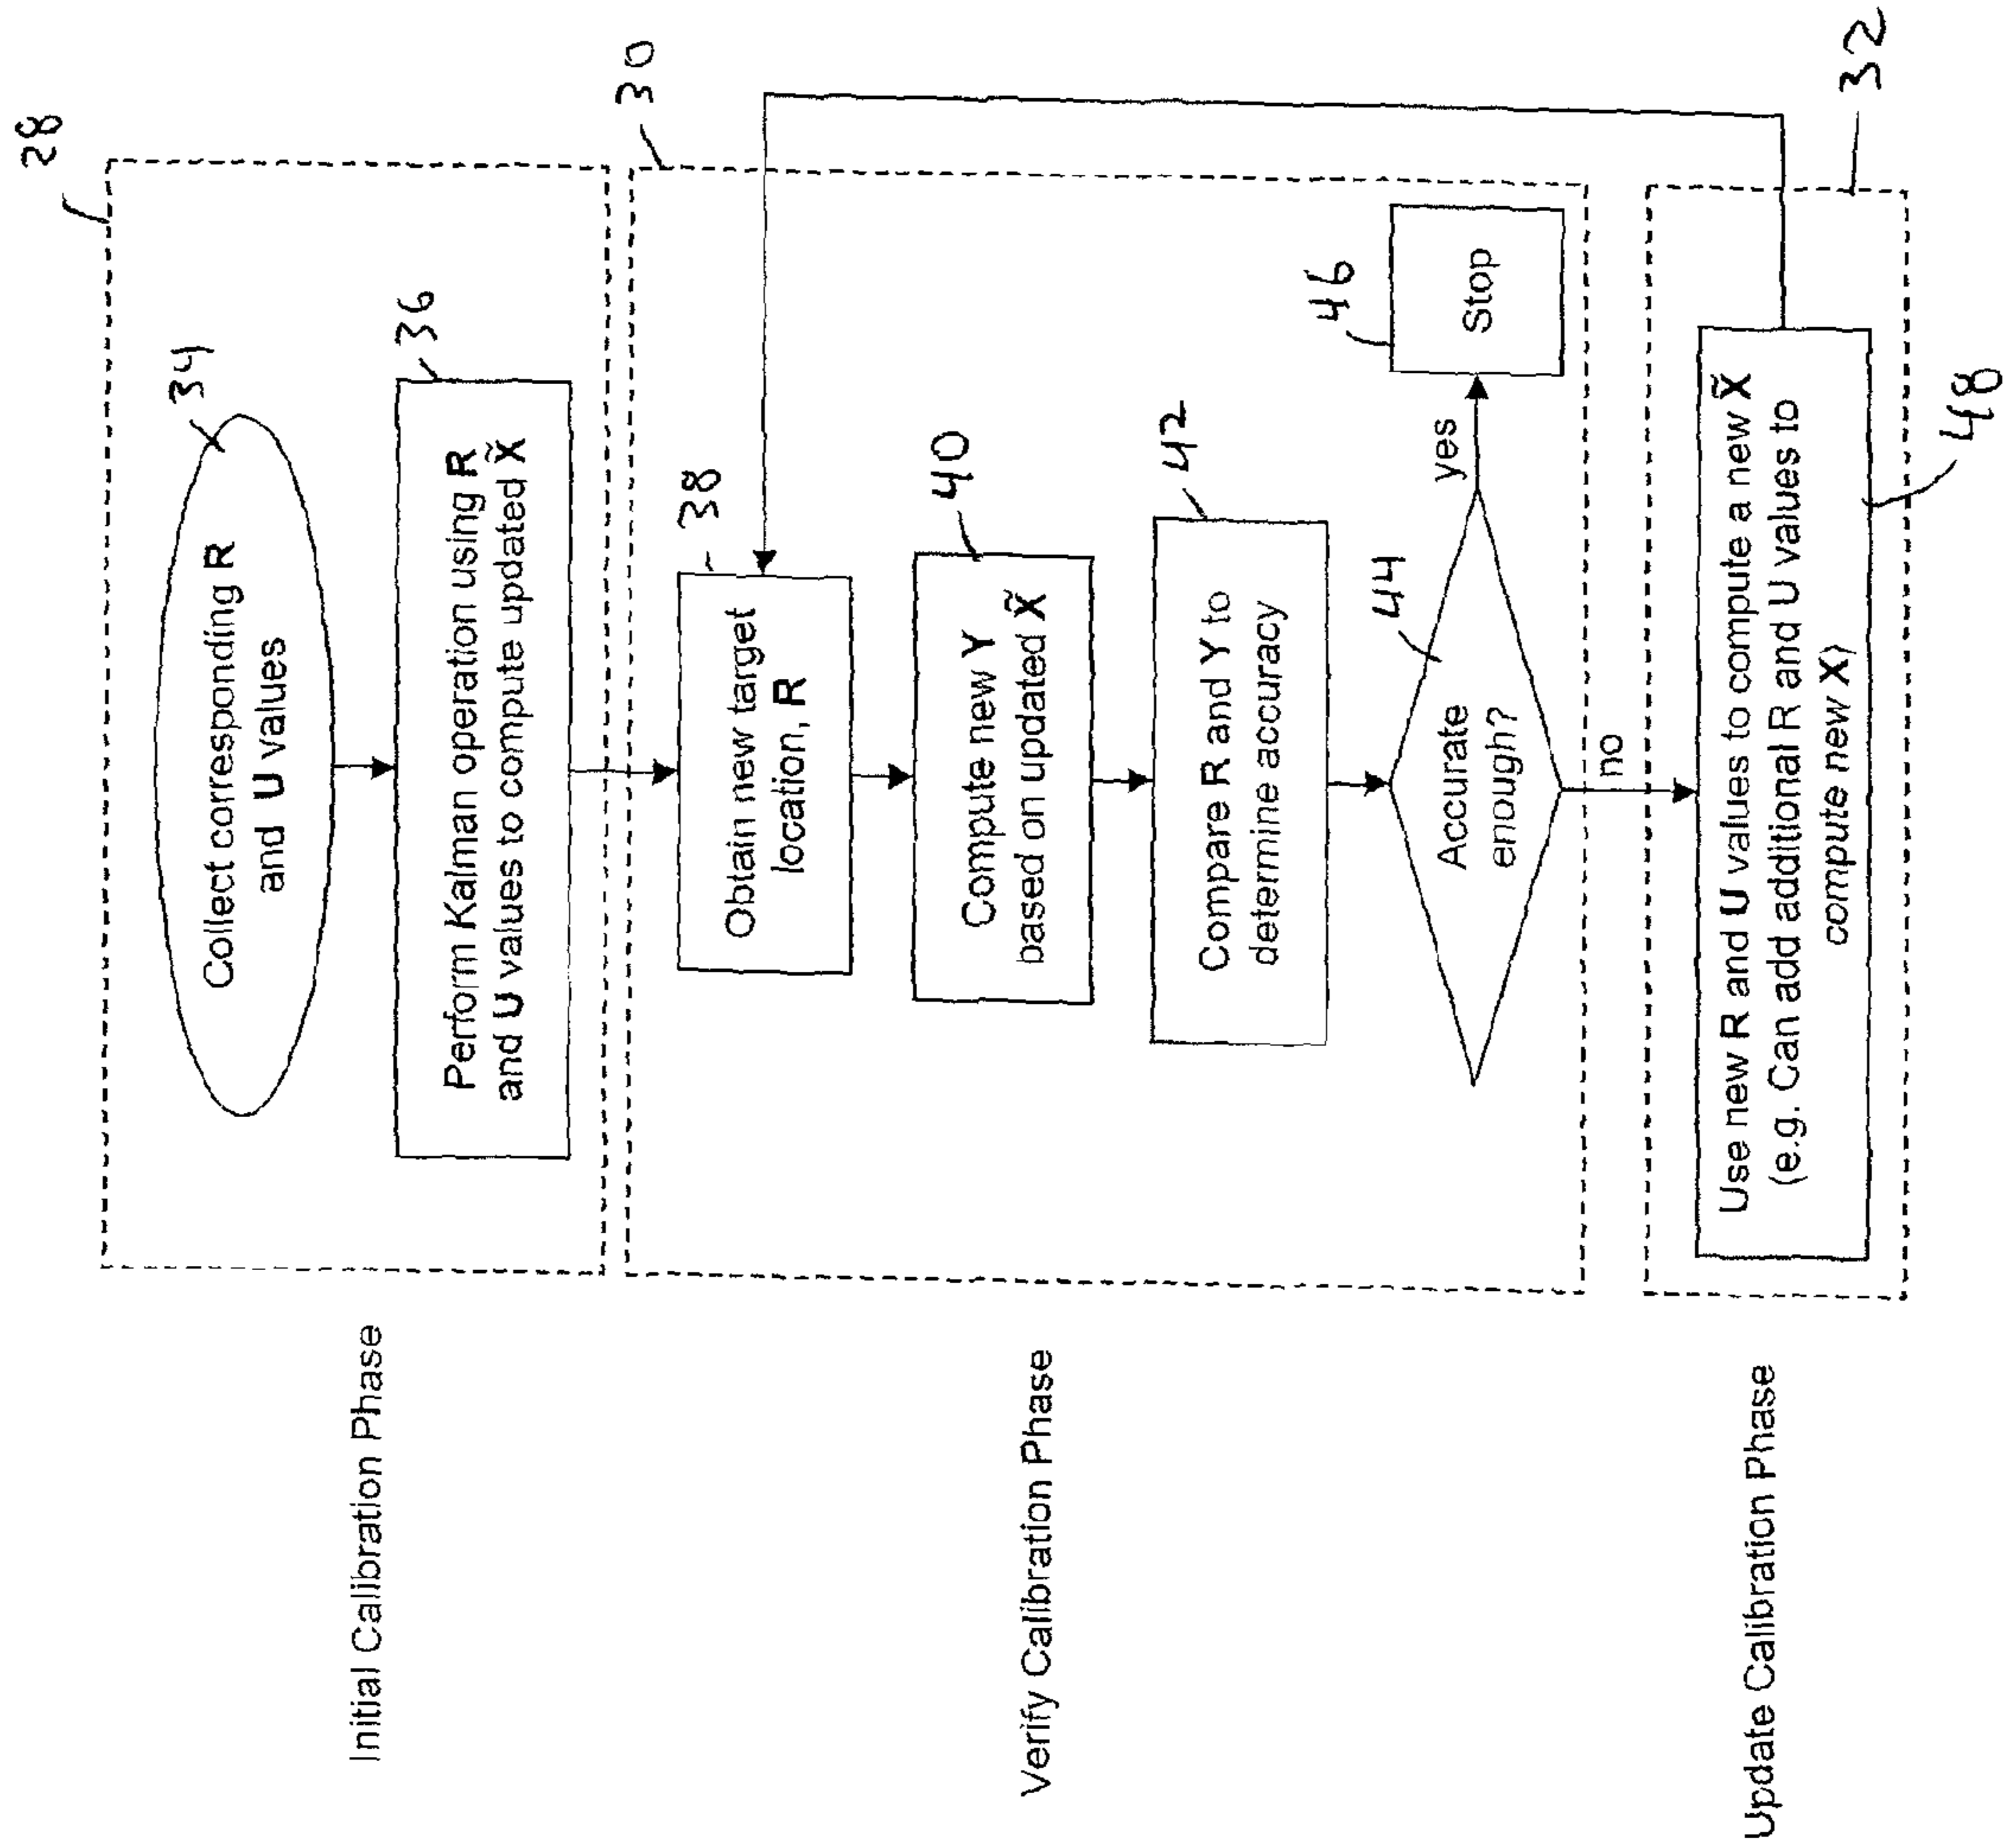 28
34
Collect corresponding R
and U values
36
Perform Kalman operation using R
and U values to compute updated X̃
Initial Calibration Phase
30
38
Obtain new target
location, R
40
Compute new Y
based on updated X̃
42
Compare R and Y to
determine accuracy
44
Accurate
enough?
yes
46
Stop
no
Verify Calibration Phase
32
Use new R and U values to compute a new X̃
(e.g. Can add additional R and U values to
compute new X)
48
Update Calibration Phase